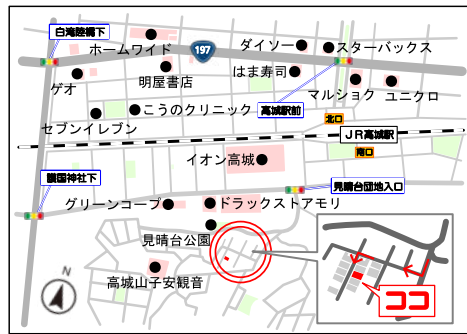 白滝陸橋下
ホームワイド
197
ダイソー
スターバックス
ゲオ
明屋書店
はま寿司
マルショク
ユニクロ
セブンイレブン
こうのクリニック
高城駅前
北口
JR高城駅
南口
護国神社下
イオン高城
見晴台団地入口
グリーンコープ
ドラックストアモリ
見晴台公園
高城山子安観音
N
ココ